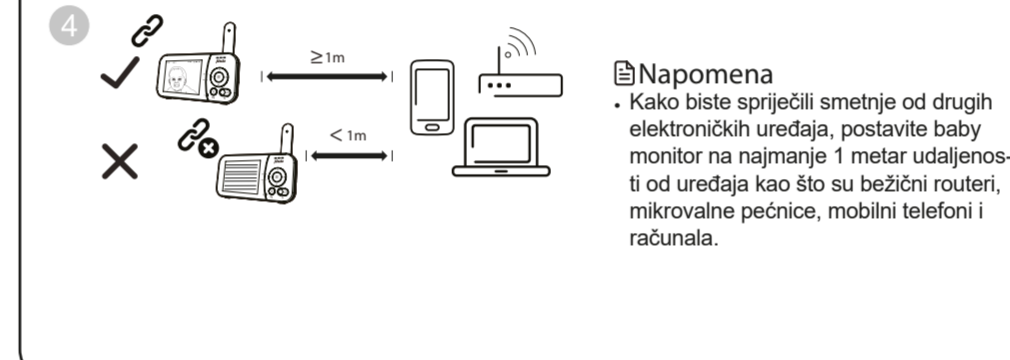 4
≥1m
< 1m
Napomena
• Kako biste spriječili smetnje od drugih
elektroničkih uređaja, postavite baby
monitor na najmanje 1 metar udaljenos-
ti od uređaja kao što su bežični routeri,
mikrovalne pećnice, mobilni telefoni i
računala.